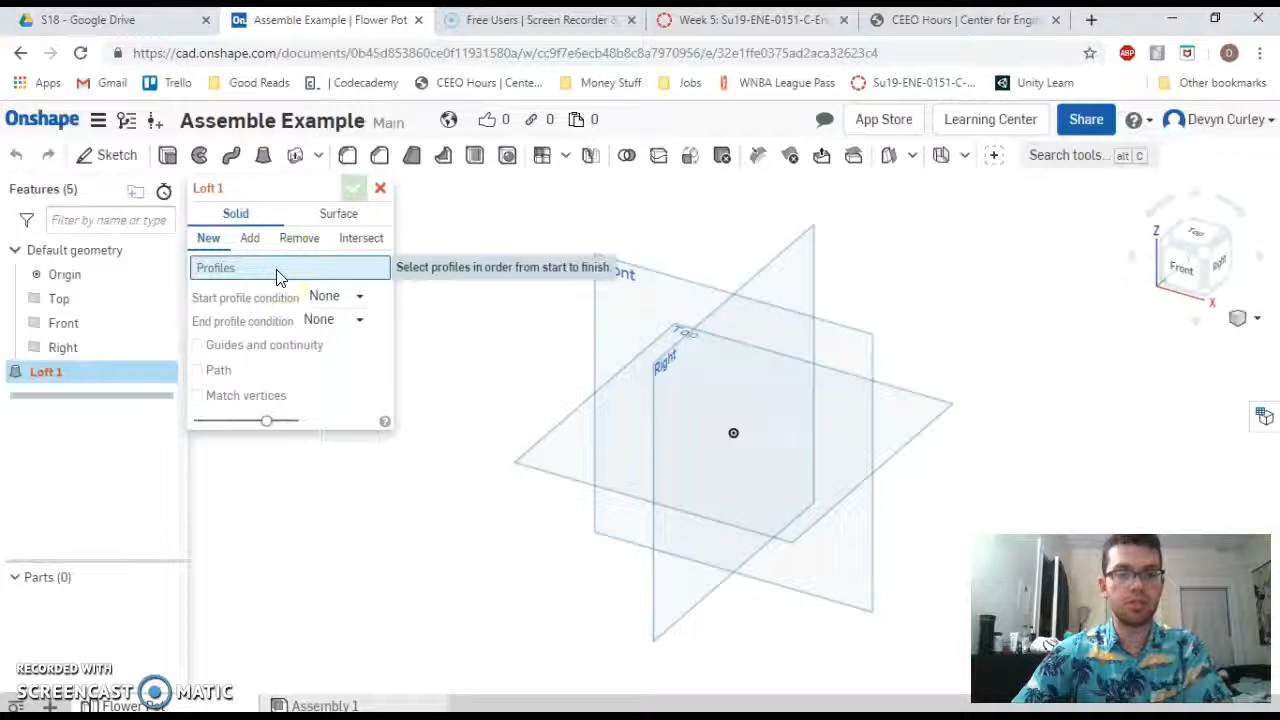 S18 - Google Drive
Assemble Example | Flower Pot
Free Users | Screen Recorder &
Week 5: Su19-ENE-0151-C-En
CEEO Hours | Center for Engin
https://cad.onshape.com/documents/0b45d853860ce0f11931580a/w/cc9f7e6ecb48b8c8a7970956/e/32e1ffe0375ad2aca32623c4
ABP
D
Apps
Gmail
Trello
Good Reads
| Codecademy
CEEO Hours | Cente...
Money Stuff
Jobs
WNBA League Pass
Su19-ENE-0151-C-...
Unity Learn
Other bookmarks
Onshape
Assemble Example Main
0
0
0
App Store
Learning Center
Share
Devyn Curley
Sketch
Search tools... alt C
Features (5)
Filter by name or type
Default geometry
Origin
Top
Front
Right
Loft 1
Loft 1
Solid
Surface
New
Add
Remove
Intersect
Profiles
Select profiles in order from start to finish.
Start profile condition None
End profile condition None
Guides and continuity
Path
Match vertices
ont
Top
Right
Z
Top
Front
Right
X
Parts (0)
RECORDED WITH
SCREENCAST MATIC
Flower Pot
Assembly 1